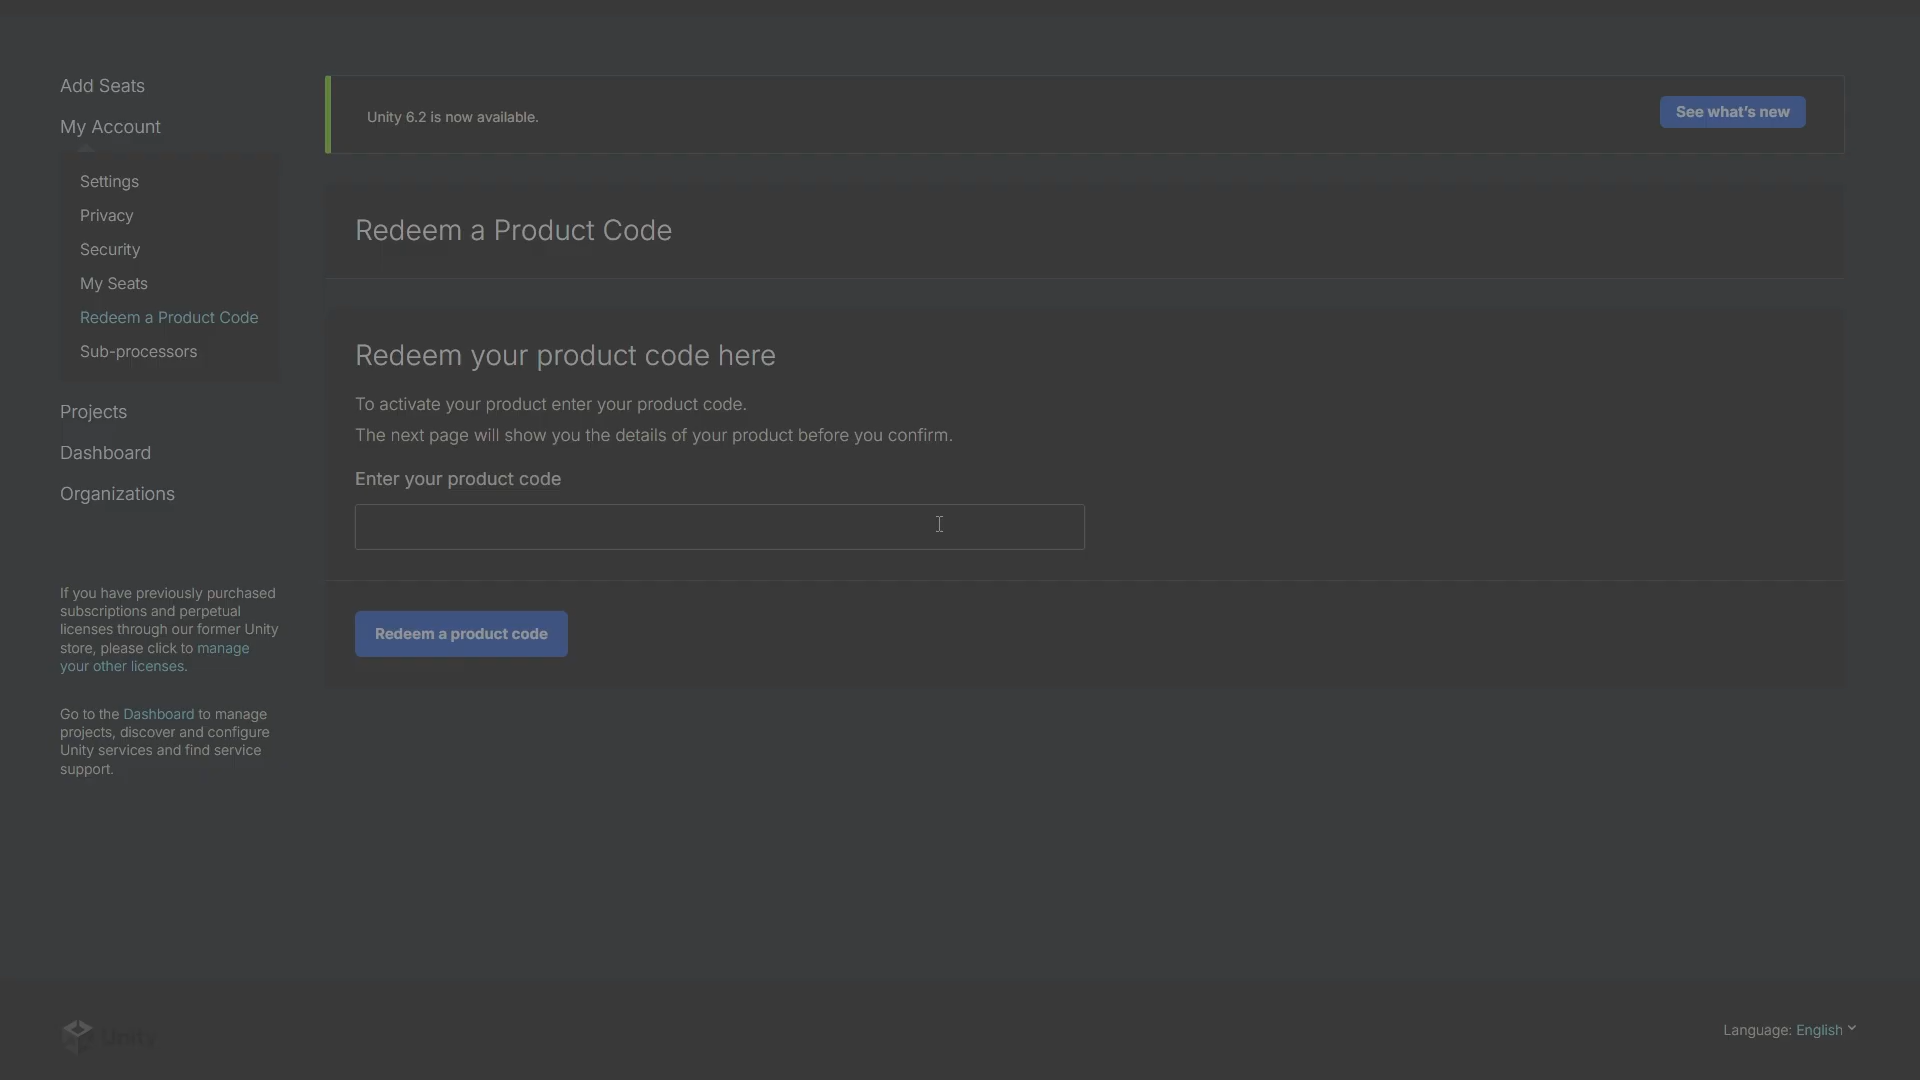 Add Seats
My Account
Settings
Privacy
Security
My Seats
Redeem a Product Code
Sub-processors
Projects
Dashboard
Organizations
If you have previously purchased
subscriptions and perpetual
licenses through our former Unity
store, please click to manage
your other licenses.
Go to the Dashboard to manage
projects, discover and configure
Unity services and find service
support.
Unity 6.2 is now available.
See what's new
Redeem a Product Code
Redeem your product code here
To activate your product enter your product code.
The next page will show you the details of your product before you confirm.
Enter your product code
Redeem a product code
Unity
Language: English